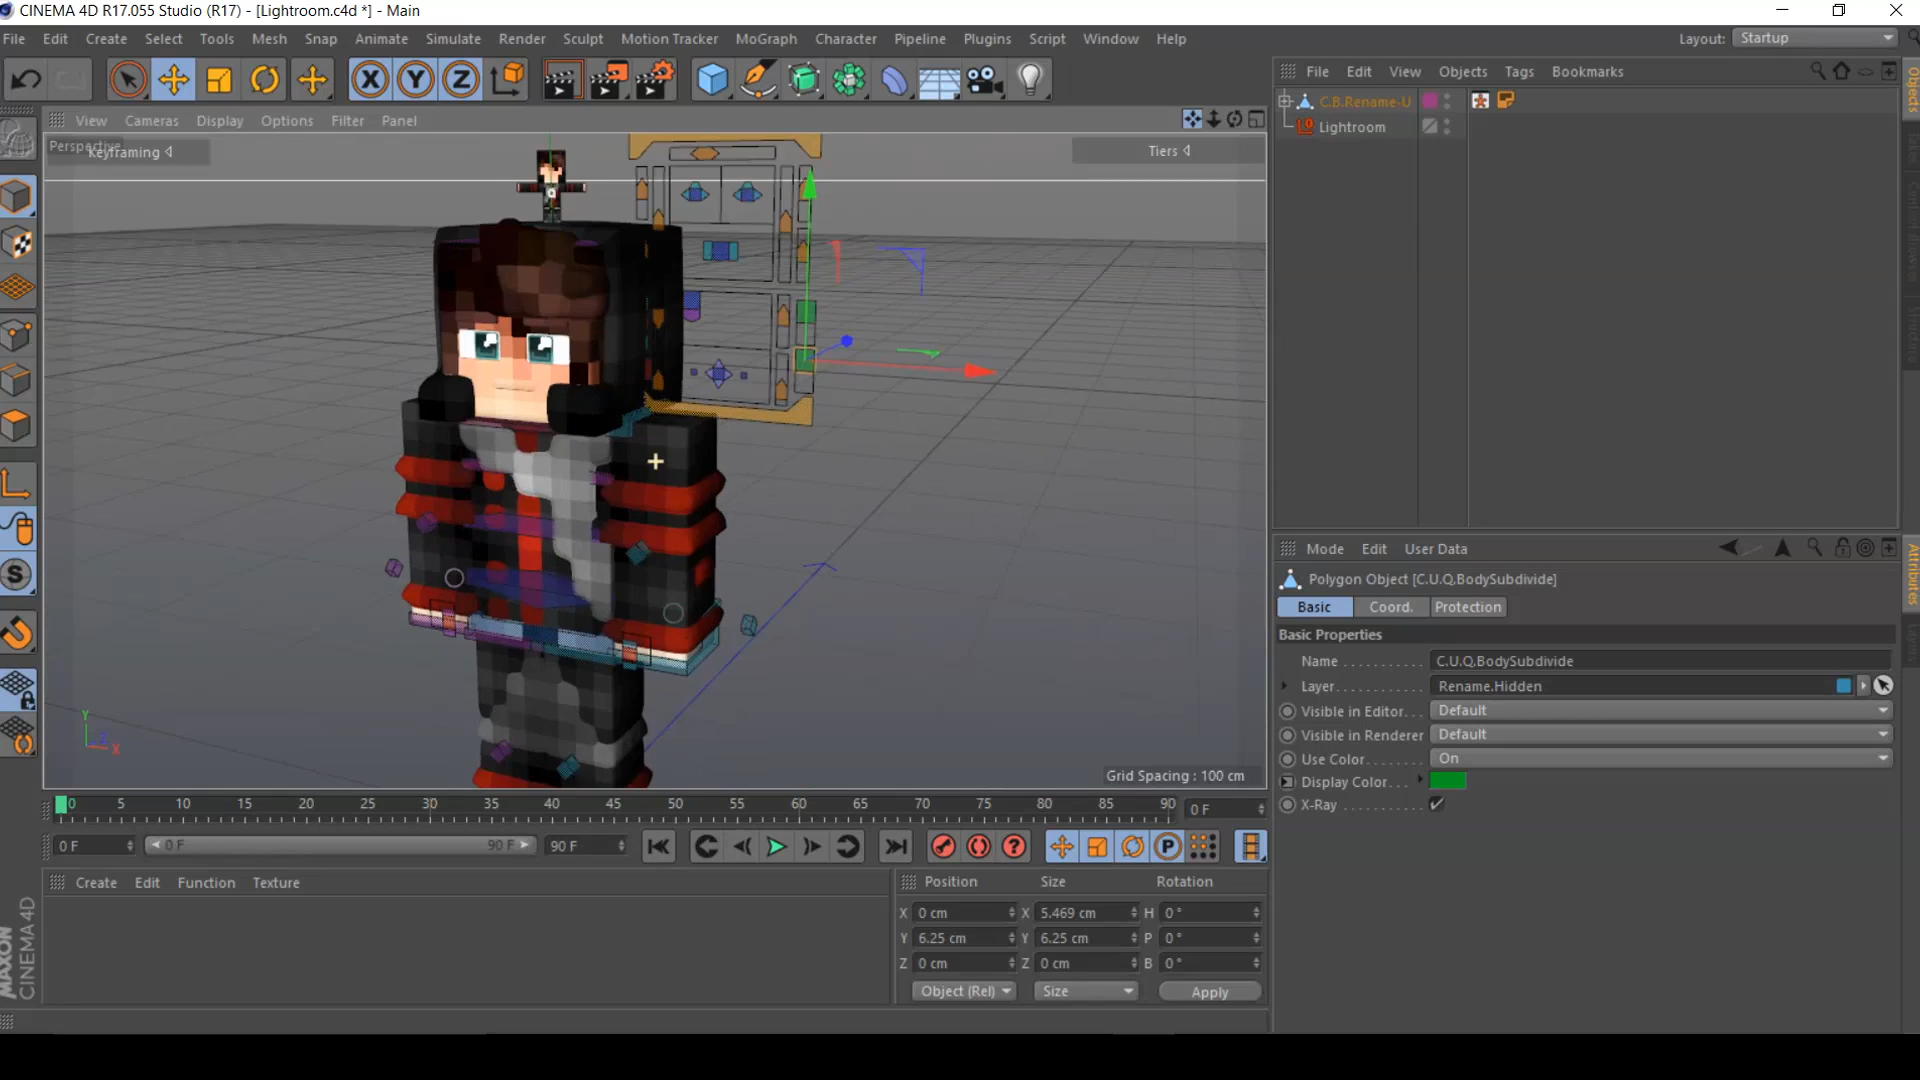 CINEMA 4D R17.055 Studio (R17) - [Lightroom.c4d *] - Main
File Edit Create Select Tools Mesh Snap Animate Simulate Render Sculpt Motion Tracker MoGraph Character Pipeline Plugins Script Window Help
Layout: Startup
X Y Z
File Edit View Objects Tags Bookmarks
Objects
C.B.Rename-U
Lightroom
View Cameras Display Options Filter Panel
Perspective
Keyframing
Tiers
Y
Z
X
Grid Spacing : 100 cm
Mode Edit User Data
Attributes
Polygon Object [C.U.Q.BodySubdivide]
Basic Coord. Protection
Basic Properties
Name C.U.Q.BodySubdivide
Layer Rename.Hidden
Visible in Editor Default
Visible in Renderer Default
Use Color On
Display Color
X-Ray
0 5 10 15 20 25 30 35 40 45 50 55 60 65 70 75 80 85 90 0 F
0 F 0 F 90 F 90 F
Create Edit Function Texture
Position Size Rotation
X 0 cm X 5.469 cm H 0 °
Y 6.25 cm Y 6.25 cm P 0 °
Z 0 cm Z 0 cm B 0 °
Object (Rel) Size Apply
MAXON
CINEMA 4D